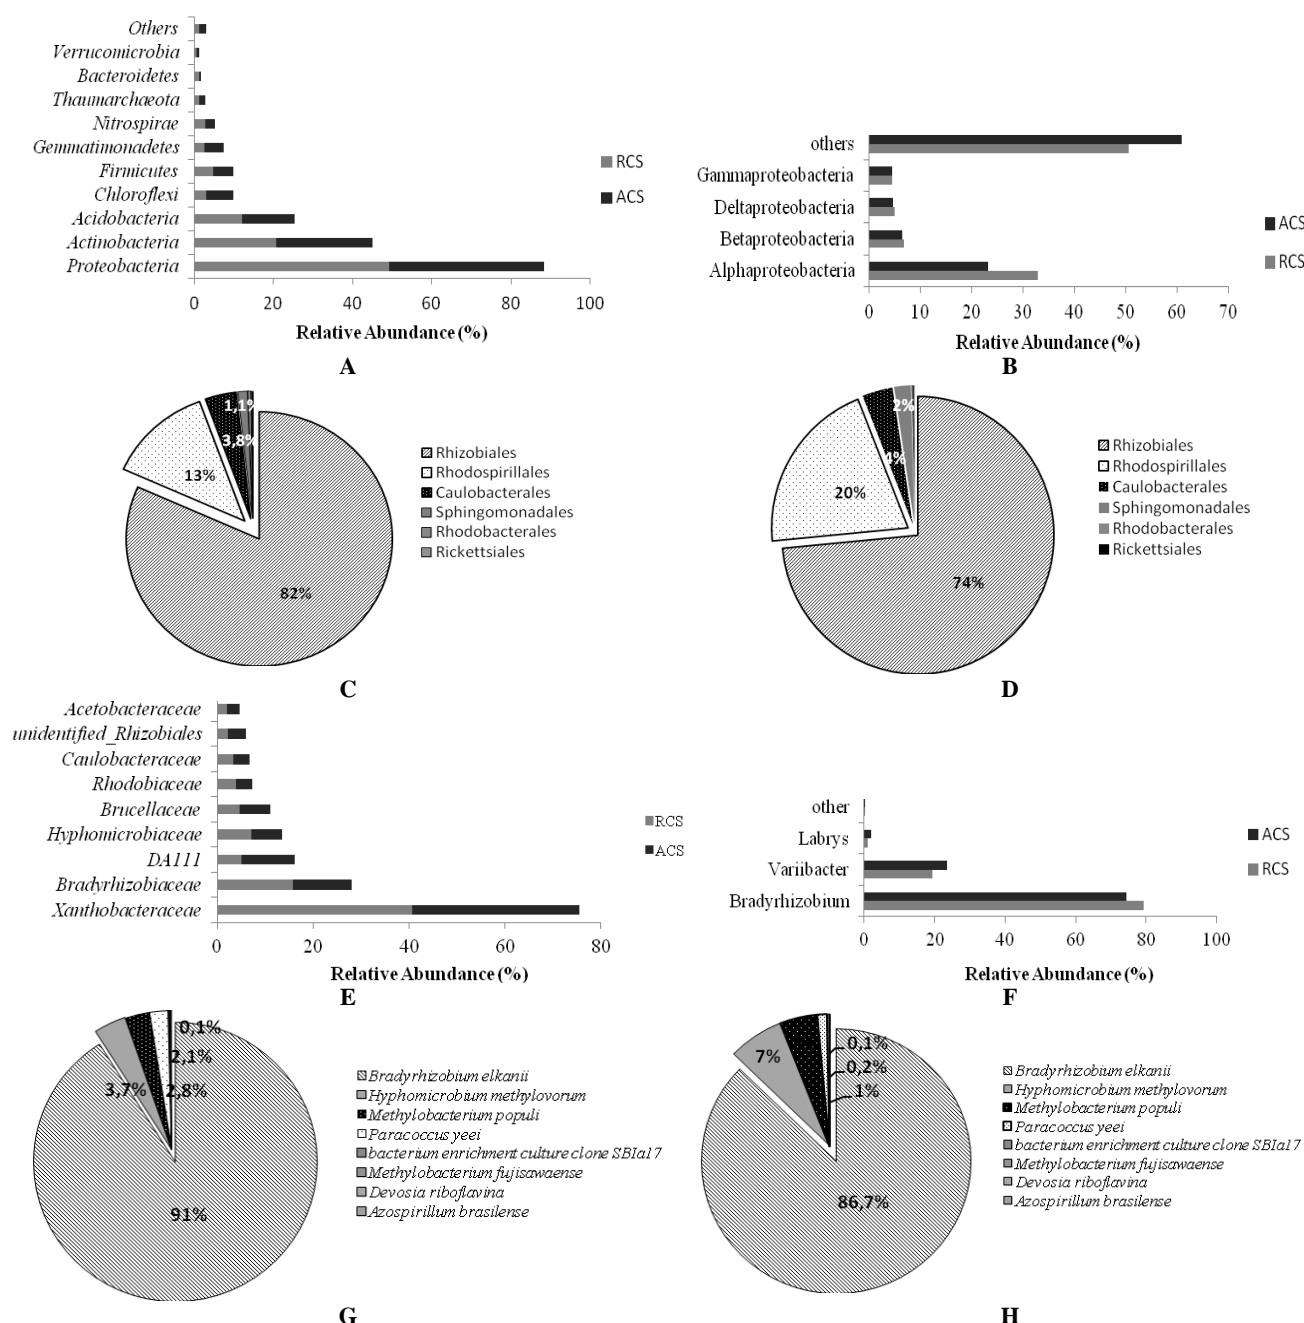 Others
Verrucomicrobia
Bacteroidetes
Thaumarchaeota
Nitrospirae
Gemmatimonadetes
Firmicutes
Chloroflexi
Acidobacteria
Actinobacteria
Proteobacteria
0 20 40 60 80 100
Relative Abundance (%)
RCS
ACS
A
others
Gammaproteobacteria
Deltaproteobacteria
Betaproteobacteria
Alphaproteobacteria
0 10 20 30 40 50 60 70
Relative Abundance (%)
ACS
RCS
B
1,1%
3,8%
13%
82%
Rhizobiales
Rhodospirillales
Caulobacterales
Sphingomonadales
Rhodobacterales
Rickettsiales
C
2%
4%
20%
74%
Rhizobiales
Rhodospirillales
Caulobacterales
Sphingomonadales
Rhodobacterales
Rickettsiales
D
Acetobacteraceae
unidentified_Rhizobiales
Caulobacteraceae
Rhodobiaceae
Brucellaceae
Hyphomicrobiaceae
DA111
Bradyrhizobiaceae
Xanthobacteraceae
0 20 40 60 80
Relative Abundance (%)
RCS
ACS
E
other
Labrys
Variibacter
Bradyrhizobium
0 20 40 60 80 100
Relative Abundance (%)
ACS
RCS
F
0,1%
2,1%
3,7% 2,8%
91%
Bradyrhizobium elkanii
Hyphomicrobium methylovorum
Methylobacterium populi
Paracoccus yeei
bacterium enrichment culture clone SBIa17
Methylobacterium fujisawaense
Devosia riboflavina
Azospirillum brasilense
G
7%
0,1%
0,2%
1%
86,7%
Bradyrhizobium elkanii
Hyphomicrobium methylovorum
Methylobacterium populi
Paracoccus yeei
bacterium enrichment culture clone SBIa17
Methylobacterium fujisawaense
Devosia riboflavina
Azospirillum brasilense
H